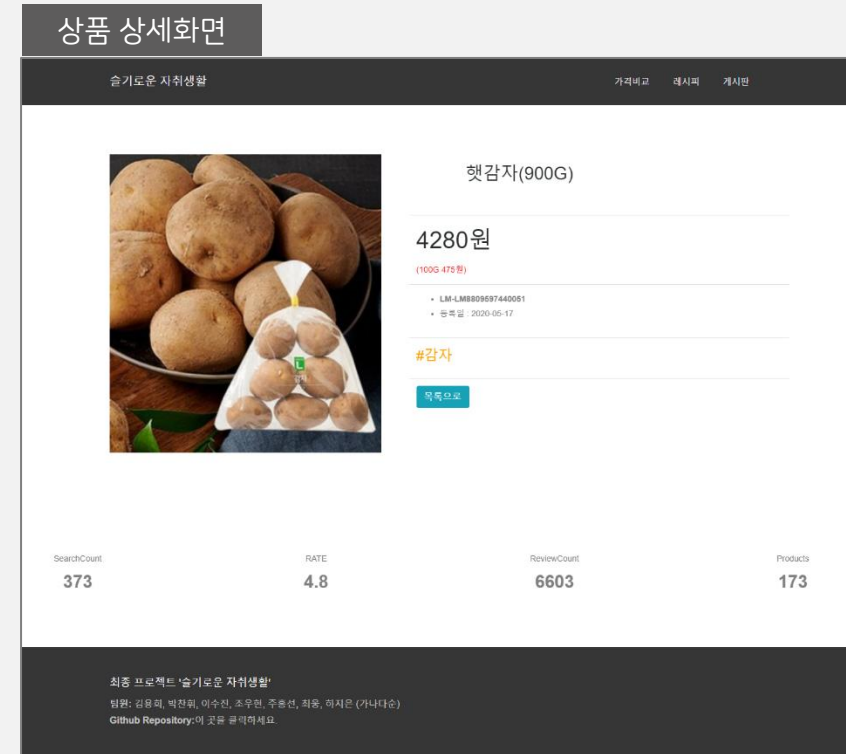 상품 상세화면
슬기로운 자취생활
가격비교 레시피 게시판
햇감자(900G)
4280원
(100G 475원)
LM-LM8809597440051
등록일 : 2020-05-17
#감자
목록으로
감자
SearchCount RATE ReviewCount Products
373 4.8 6603 173
최종 프로젝트 '슬기로운 자취생활'
팀원: 김용희, 박찬휘, 이수진, 조우현, 주홍선, 최웅, 하지은 (가나다순)
Github Repository:이 곳을 클릭하세요.